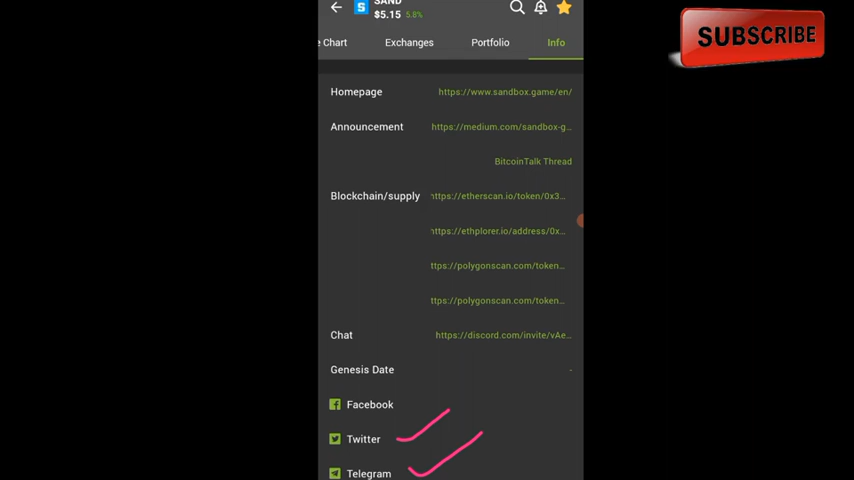 SAND
$5.15 5.8%
SUBSCRIBE
e Chart Exchanges Portfolio Info
Homepage https://www.sandbox.game/en/
Announcement https://medium.com/sandbox-g...
BitcoinTalk Thread
Blockchain/supply https://etherscan.io/token/0x3...
https://ethplorer.io/address/0x...
ttps://polygonscan.com/token...
ttps://polygonscan.com/token...
Chat https://discord.com/invite/vAe...
Genesis Date -
Facebook
Twitter
Telegram